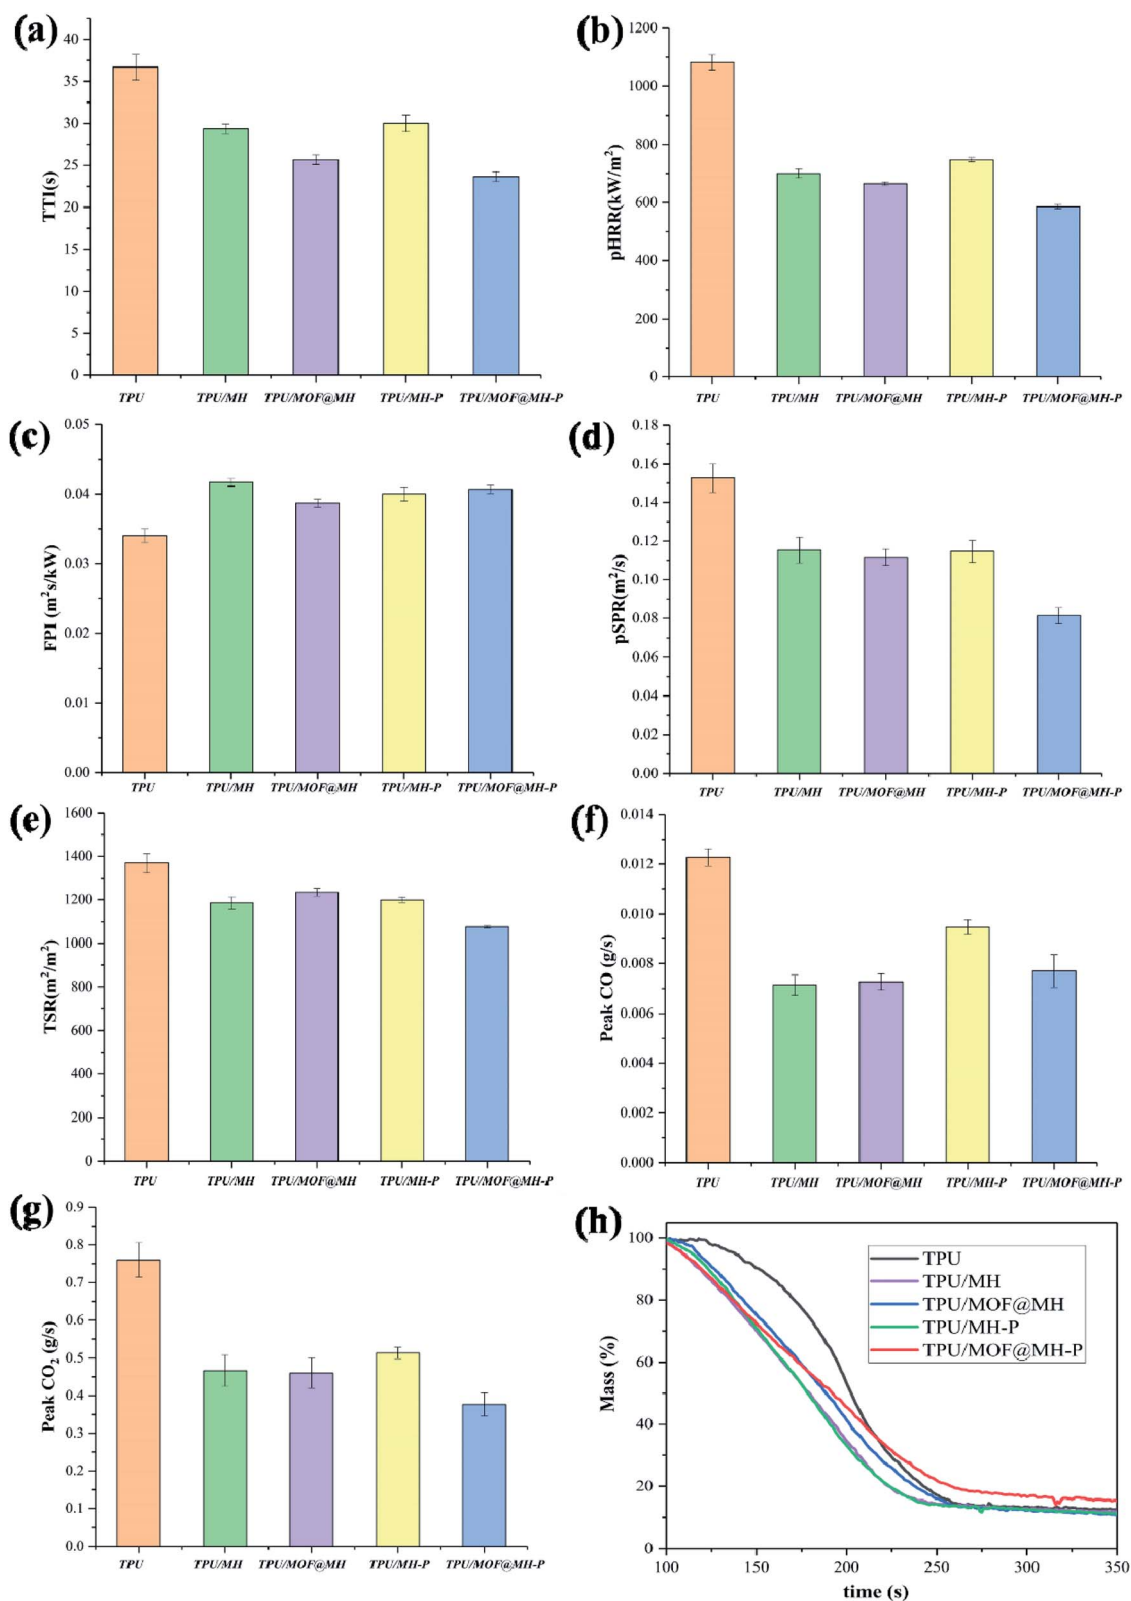 (a)
TTI(s)
40
35
30
25
20
15
10
5
0
TPU TPU/MH TPU/MOF@MH TPU/MH-P TPU/MOF@MH-P
(b)
pHRR(kW/m²)
1200
1000
800
600
400
200
0
TPU TPU/MH TPU/MOF@MH TPU/MH-P TPU/MOF@MH-P
(c)
FPI (m²s/kW)
0.05
0.04
0.03
0.02
0.01
0.00
TPU TPU/MH TPU/MOF@MH TPU/MH-P TPU/MOF@MH-P
(d)
pSPR(m²/s)
0.18
0.16
0.14
0.12
0.10
0.08
0.06
0.04
0.02
0.00
TPU TPU/MH TPU/MOF@MH TPU/MH-P TPU/MOF@MH-P
(e)
TSR(m²/m²)
1600
1400
1200
1000
800
600
400
200
0
TPU TPU/MH TPU/MOF@MH TPU/MH-P TPU/MOF@MH-P
(f)
Peak CO (g/s)
0.014
0.012
0.010
0.008
0.006
0.004
0.002
0.000
TPU TPU/MH TPU/MOF@MH TPU/MH-P TPU/MOF@MH-P
(g)
Peak CO₂ (g/s)
0.9
0.8
0.7
0.6
0.5
0.4
0.3
0.2
0.1
0.0
TPU TPU/MH TPU/MOF@MH TPU/MH-P TPU/MOF@MH-P
(h)
Mass (%)
100
80
60
40
20
0
TPU
TPU/MH
TPU/MOF@MH
TPU/MH-P
TPU/MOF@MH-P
100 150 200 250 300 350
time (s)